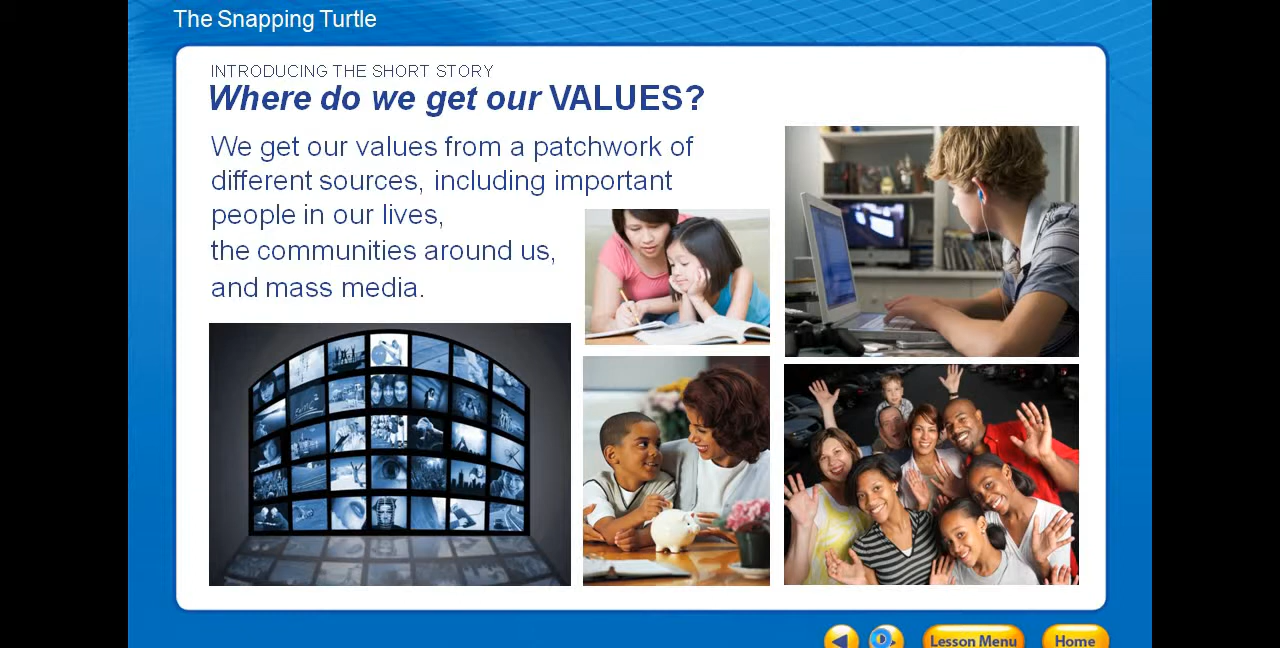 The Snapping Turtle
INTRODUCING THE SHORT STORY
Where do we get our VALUES?
We get our values from a patchwork of
different sources, including important
people in our lives,
the communities around us,
and mass media.
Lesson Menu
Home